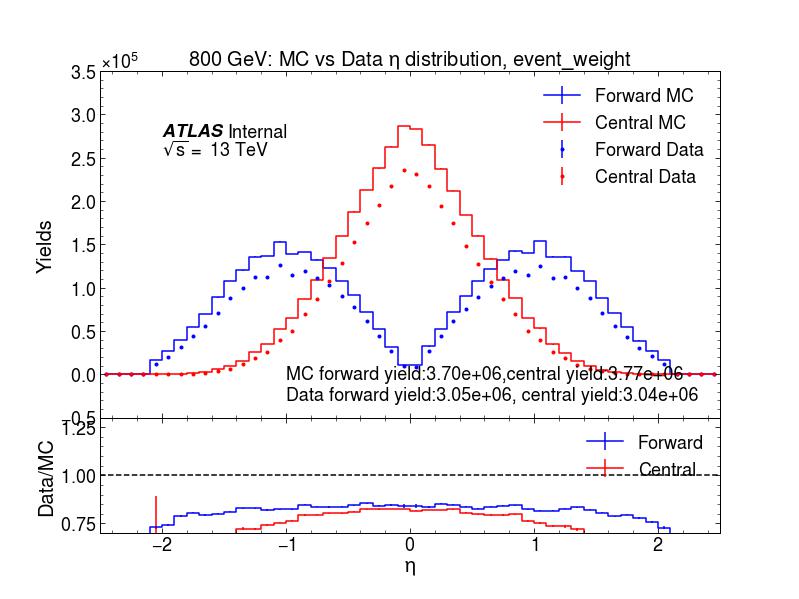 800 GeV: MC vs Data η distribution, event_weight
×10⁵
3.5
3.0
2.5
2.0
1.5
1.0
0.5
0.0
0.5
Yields
ATLAS Internal
√s = 13 TeV
Forward MC
Central MC
Forward Data
Central Data
MC forward yield:3.70e+06,central yield:3.77e+06
Data forward yield:3.05e+06, central yield:3.04e+06
1.25
1.00
0.75
Data/MC
Forward
Central
−2 −1 0 1 2
η